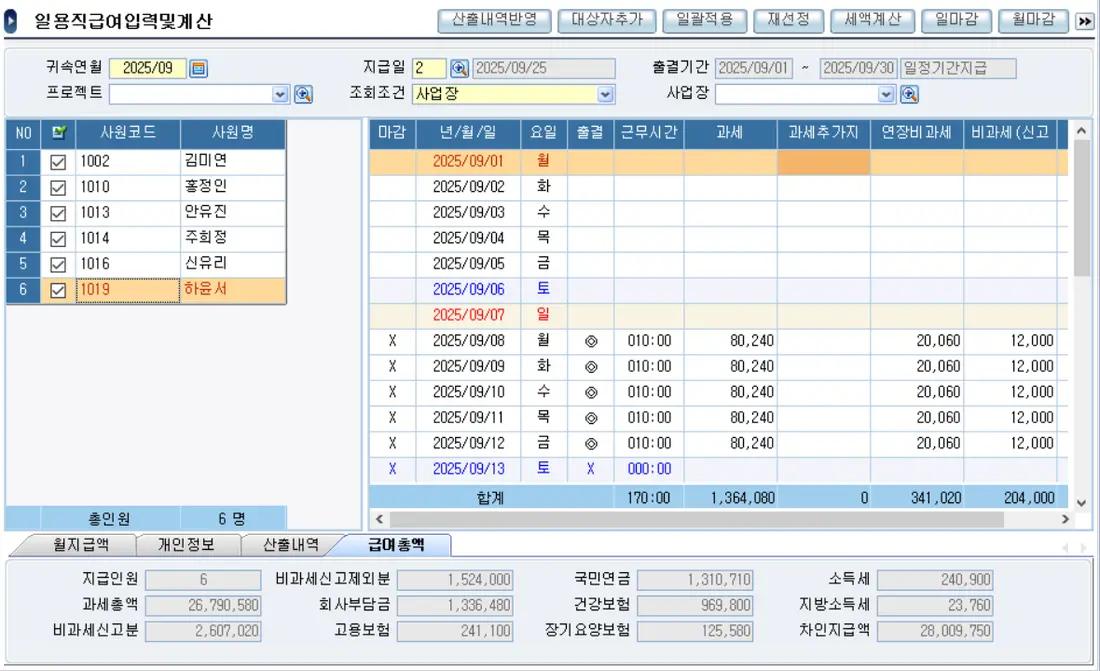 일용직급여입력및계산
산출내역반영 대상자추가 일괄적용 재선정 세액계산 일마감 월마감
귀속연월 2025/09 지급일 2 2025/09/25 출결기간 2025/09/01 ~ 2025/09/30 일정기간지급
프로젝트 조회조건 사업장 사업장
NO 사원코드 사원명
1 1002 김미연
2 1010 홍정인
3 1013 안유진
4 1014 주희정
5 1016 신유리
6 1019 하윤서
총인원 6 명
마감 년/월/일 요일 출결 근무시간 과세 과세추가지 연장비과세 비과세(신고
2025/09/01 월
2025/09/02 화
2025/09/03 수
2025/09/04 목
2025/09/05 금
2025/09/06 토
2025/09/07 일
X 2025/09/08 월 ◎ 010:00 80,240 20,060 12,000
X 2025/09/09 화 ◎ 010:00 80,240 20,060 12,000
X 2025/09/10 수 ◎ 010:00 80,240 20,060 12,000
X 2025/09/11 목 ◎ 010:00 80,240 20,060 12,000
X 2025/09/12 금 ◎ 010:00 80,240 20,060 12,000
X 2025/09/13 토 X 000:00
합계 170:00 1,364,080 0 341,020 204,000
월지급액 개인정보 산출내역 급여총액
지급인원 6 비과세신고제외분 1,524,000 국민연금 1,310,710 소득세 240,900
과세총액 26,790,580 회사부담금 1,336,480 건강보험 969,800 지방소득세 23,760
비과세신고분 2,607,020 고용보험 241,100 장기요양보험 125,580 차인지급액 28,009,750